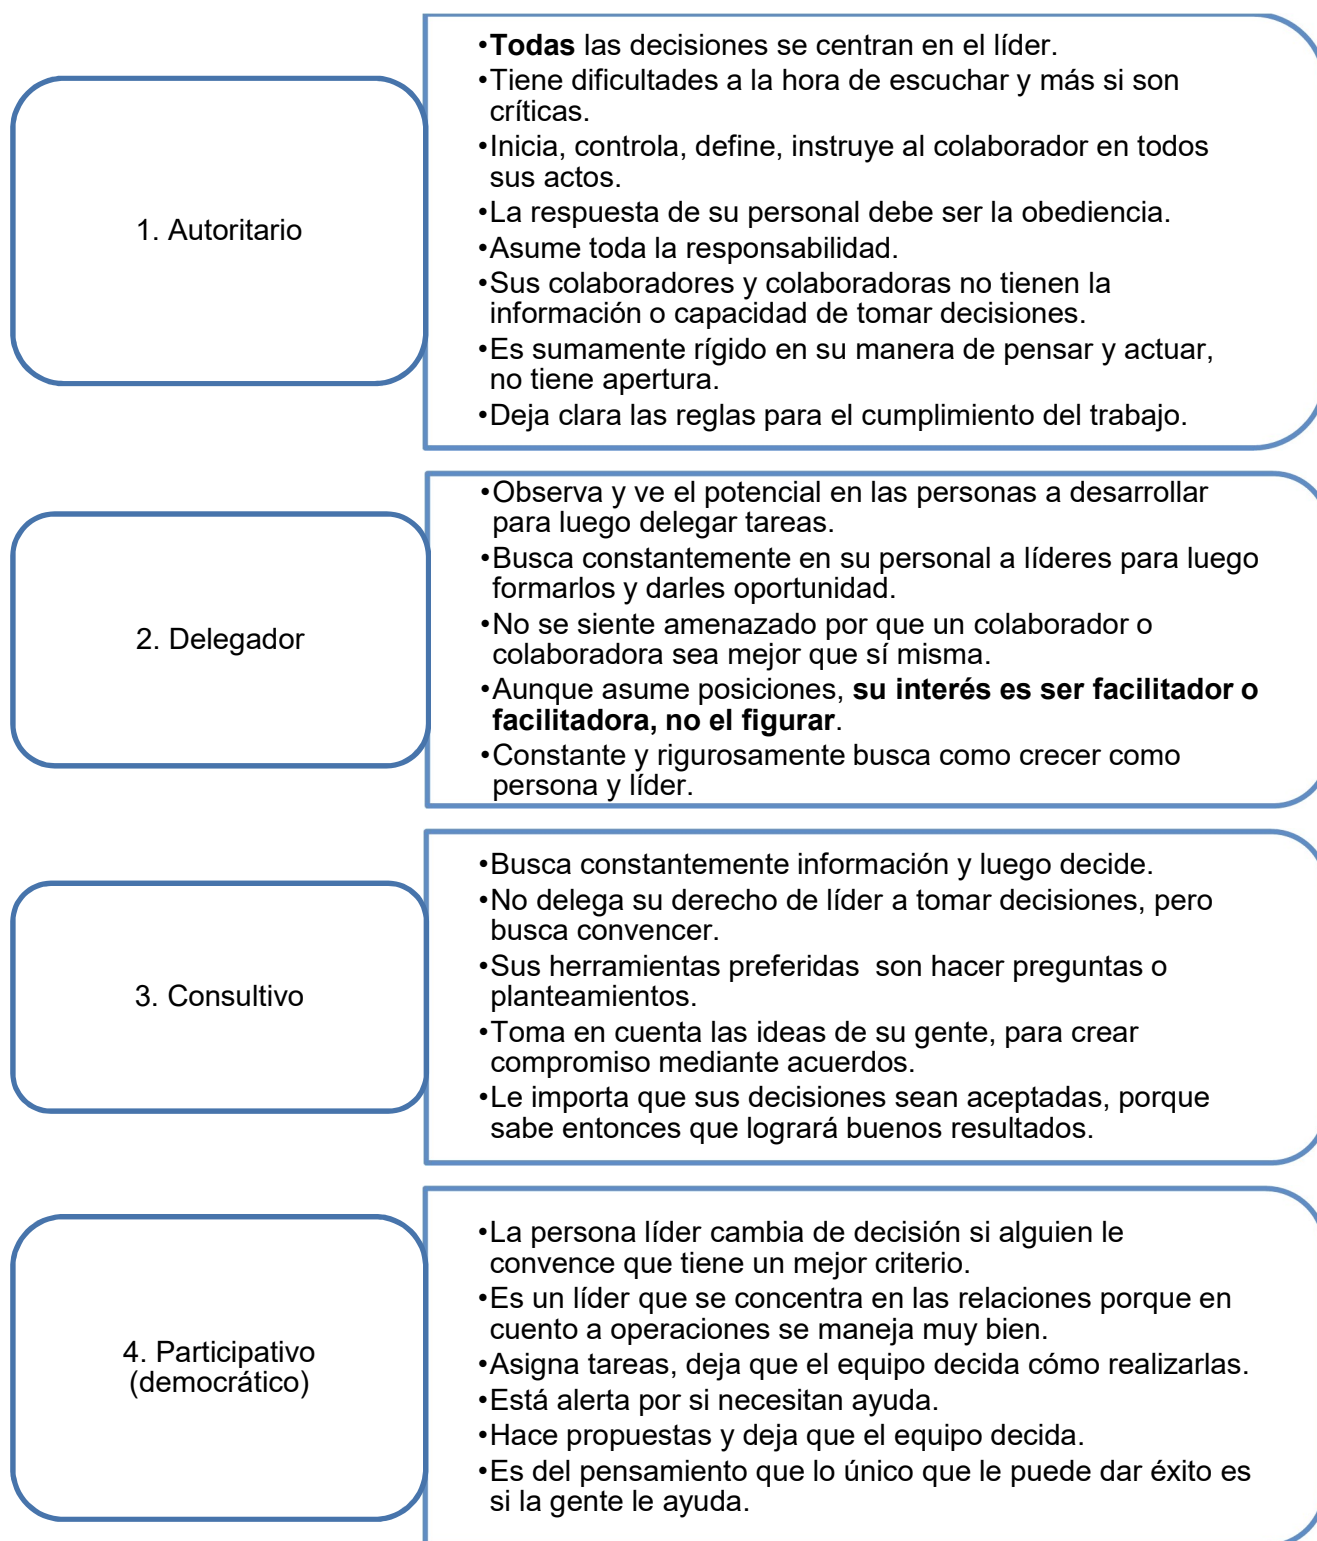 1. Autoritario
•Todas las decisiones se centran en el líder.
•Tiene dificultades a la hora de escuchar y más si son
críticas.
•Inicia, controla, define, instruye al colaborador en todos
sus actos.
•La respuesta de su personal debe ser la obediencia.
•Asume toda la responsabilidad.
•Sus colaboradores y colaboradoras no tienen la
información o capacidad de tomar decisiones.
•Es sumamente rígido en su manera de pensar y actuar,
no tiene apertura.
•Deja clara las reglas para el cumplimiento del trabajo.
2. Delegador
•Observa y ve el potencial en las personas a desarrollar
para luego delegar tareas.
•Busca constantemente en su personal a líderes para luego
formarlos y darles oportunidad.
•No se siente amenazado por que un colaborador o
colaboradora sea mejor que sí misma.
•Aunque asume posiciones, su interés es ser facilitador o
facilitadora, no el figurar.
•Constante y rigurosamente busca como crecer como
persona y líder.
3. Consultivo
•Busca constantemente información y luego decide.
•No delega su derecho de líder a tomar decisiones, pero
busca convencer.
•Sus herramientas preferidas  son hacer preguntas o
planteamientos.
•Toma en cuenta las ideas de su gente, para crear
compromiso mediante acuerdos.
•Le importa que sus decisiones sean aceptadas, porque
sabe entonces que logrará buenos resultados.
4. Participativo
(democrático)
•La persona líder cambia de decisión si alguien le
convence que tiene un mejor criterio.
•Es un líder que se concentra en las relaciones porque en
cuento a operaciones se maneja muy bien.
•Asigna tareas, deja que el equipo decida cómo realizarlas.
•Está alerta por si necesitan ayuda.
•Hace propuestas y deja que el equipo decida.
•Es del pensamiento que lo único que le puede dar éxito es
si la gente le ayuda.